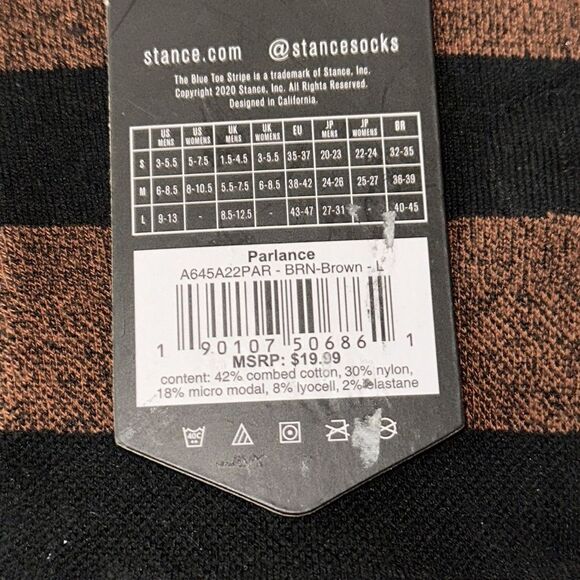 stance.com @stancesocks
The Blue Toe Stripe is a trademark of Stance, Inc.
Copyright 2020 Stance, Inc. All Rights Reserved.
Designed in California.
US MENS US WOMENS UK MENS UK WOMENS EU JP MENS JP WOMENS BR
S 3-5.5 5-7.5 1.5-4.5 3-5.5 35-37 20-23 22-24 32-35
M 6-8.5 8-10.5 5.5-7.5 6-8.5 38-42 24-26 25-27 36-39
L 9-13 - 8.5-12.5 - 43-47 27-31 - 40-45
Parlance
A645A22PAR - BRN-Brown - L
1 90107 50686 1
MSRP: $19.99
content: 42% combed cotton, 30% nylon,
18% micro modal, 8% lyocell, 2% elastane
40C